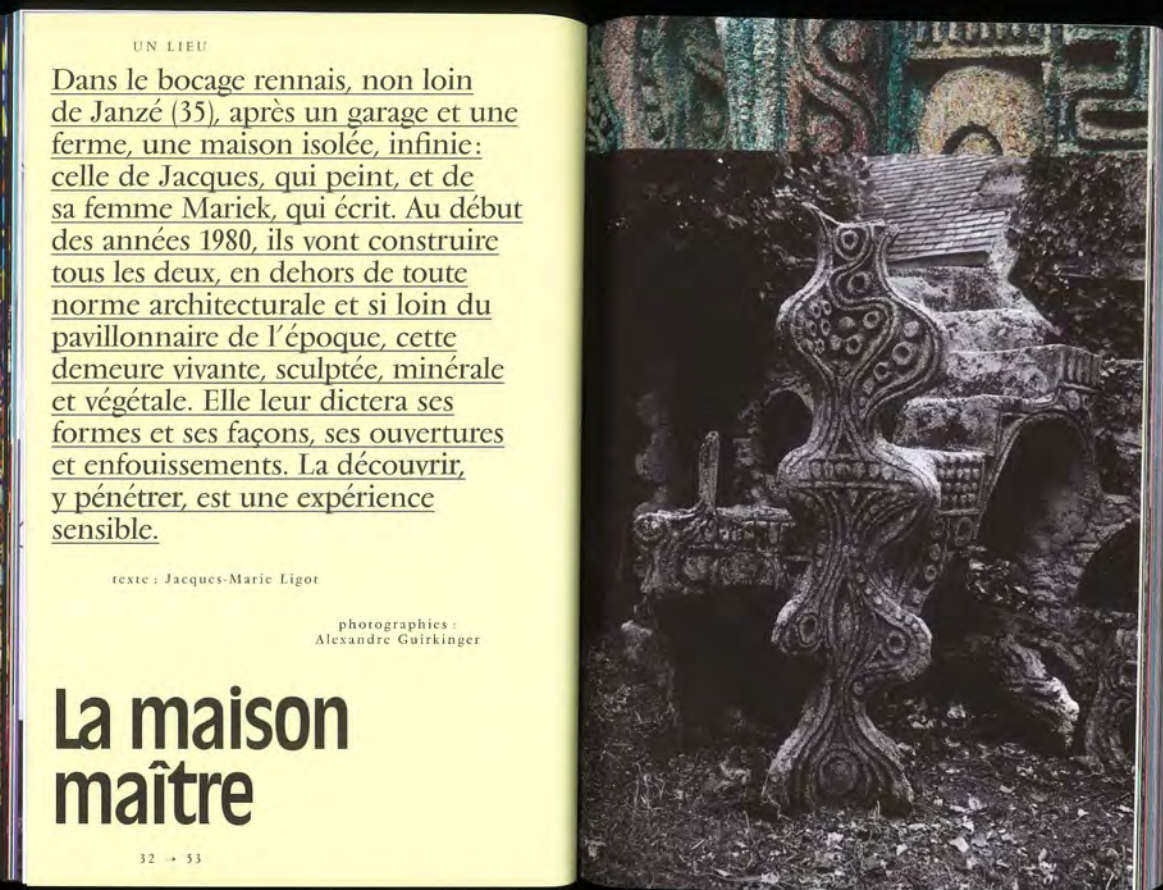 UN LIEU
Dans le bocage rennais, non loin
de Janzé (35), après un garage et une
ferme, une maison isolée, infinie :
celle de Jacques, qui peint, et de
sa femme Mariek, qui écrit. Au début
des années 1980, ils vont construire
tous les deux, en dehors de toute
norme architecturale et si loin du
pavillonnaire de l’époque, cette
demeure vivante, sculptée, minérale
et végétale. Elle leur dictera ses
formes et ses façons, ses ouvertures
et enfouissements. La découvrir,
y pénétrer, est une expérience
sensible.
texte : Jacques-Marie Ligot
photographies :
Alexandre Guirkinger
La maison
maître
32 → 53